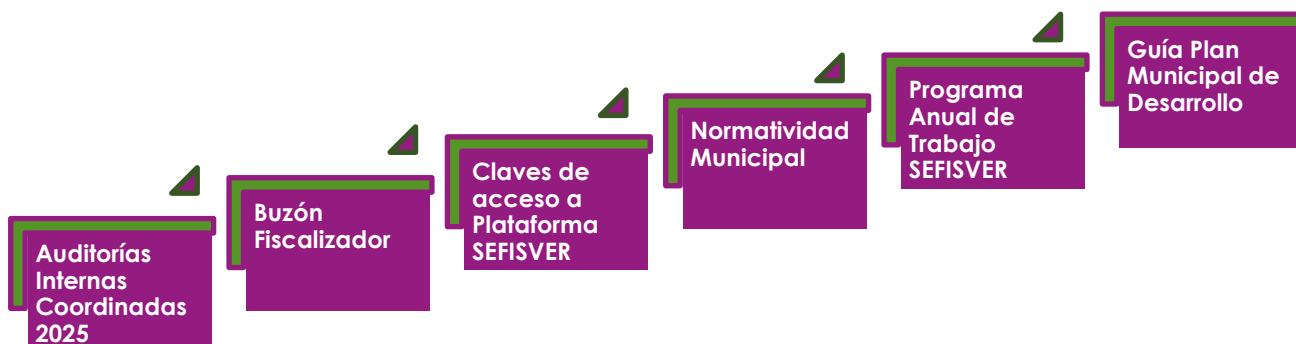 Auditorías
Internas
Coordinadas
2025
Buzón
Fiscalizador
Claves de
acceso a
Plataforma
SEFISVER
Normatividad
Municipal
Programa
Anual de
Trabajo
SEFISVER
Guía Plan
Municipal de
Desarrollo